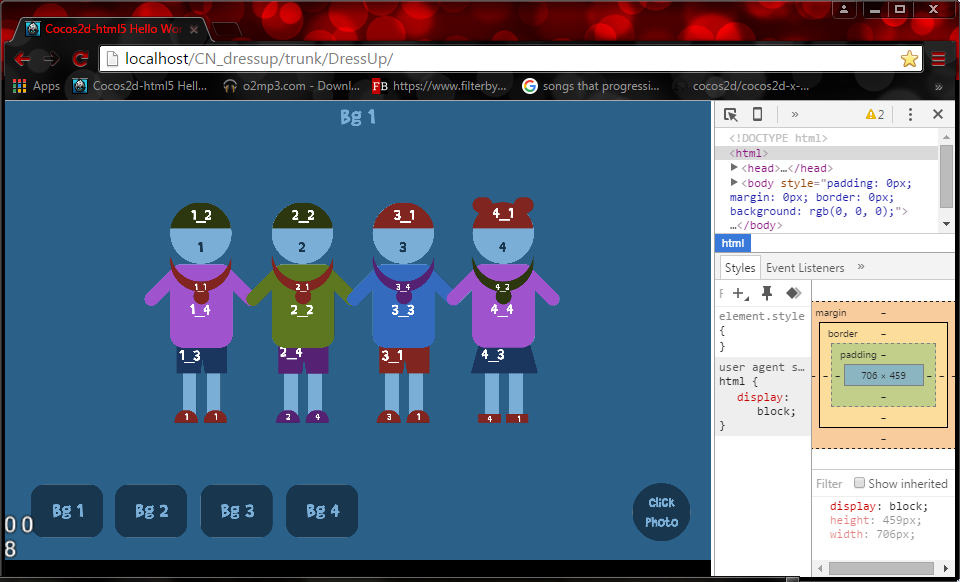 Cocos2d-html5 Hello Wor
localhost/CN_dressup/trunk/DressUp/
Apps Cocos2d-html5 Hell... o2mp3.com - Downl... FB https://www.filterby... songs that progressi... cocos2d/cocos2d-x-... »
Bg 1
1_2 2_2 3_1 4_1
1 2 3 4
1_1 2_1 3_4 4_2
1_4 2_2 3_3 4_4
1_3 2_4 3_1 4_3
1 1 2 4 3 1 4 1
Bg 1 Bg 2 Bg 3 Bg 4
Click
Photo
0 0
8
» 2
<!DOCTYPE html>
<html>
<head>…</head>
<body style="padding: 0px;
margin: 0px; border: 0px;
background: rgb(0, 0, 0);">
…</body>
html
Styles Event Listeners »
element.style
{
}
user agent s…
html {
display:
block;
}
margin –
border –
padding –
– – – 706 × 459 – – –
–
–
–
Filter Show inherited
display: block;
height: 459px;
width: 706px;